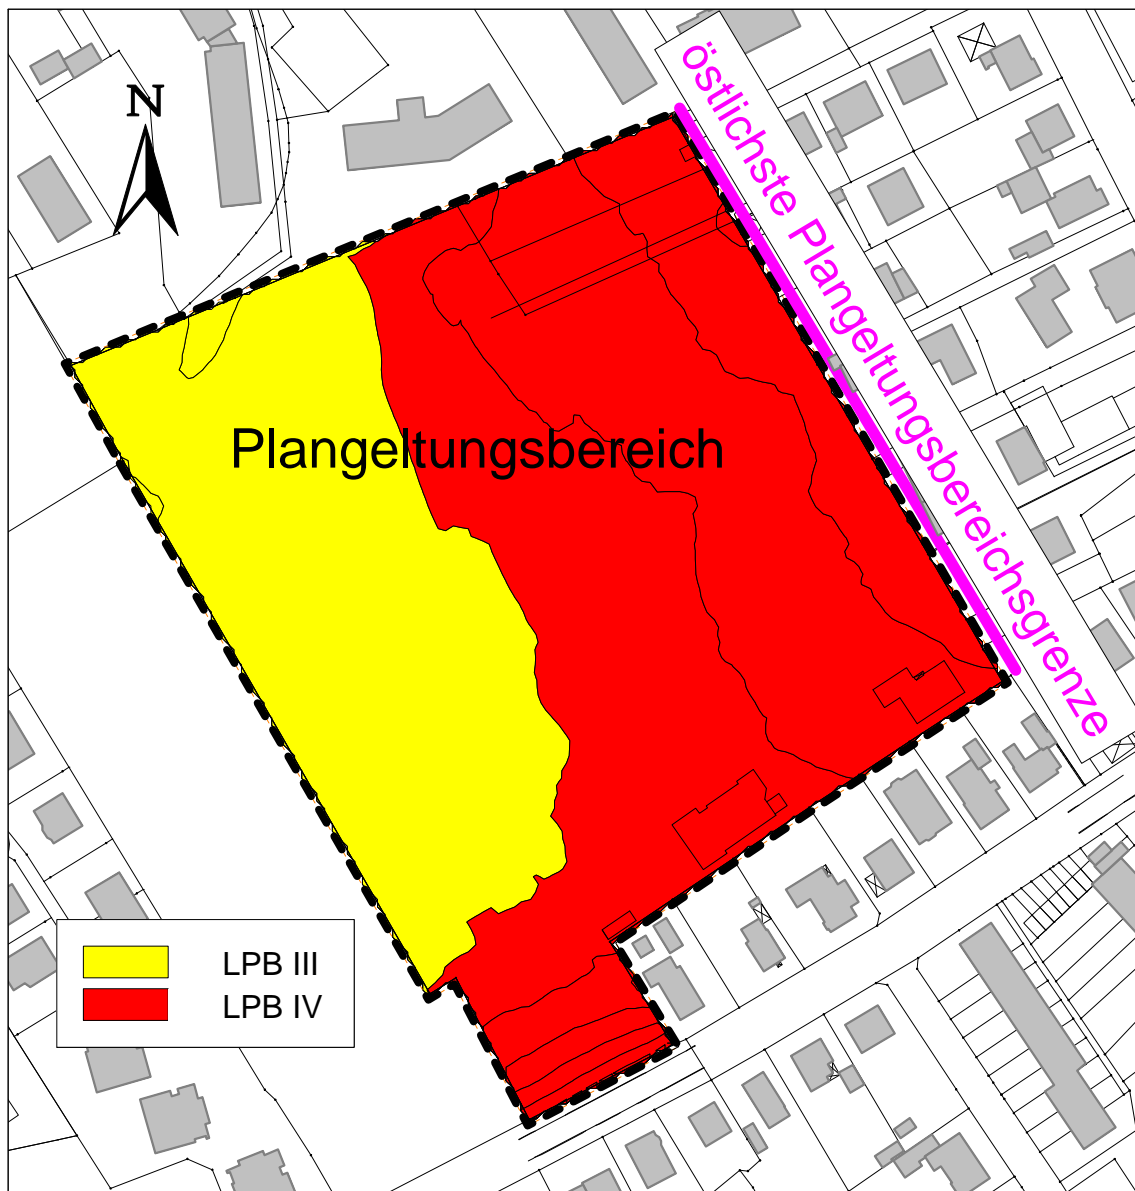 N
östlichste Plangeltungsbereichsgrenze
Plangeltungsbereich
LPB III
LPB IV